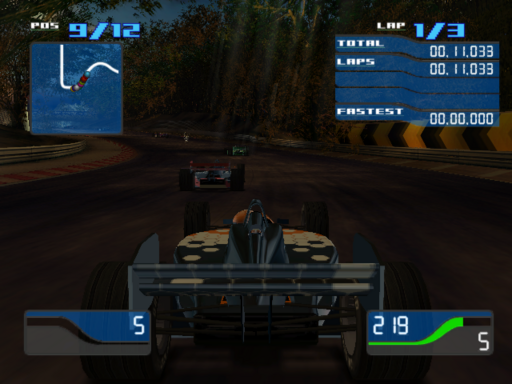 POS 9/12
LAP 1/3
TOTAL
00.11.033
LAPS
00.11.033
FASTEST
00.00.000
5
219
5